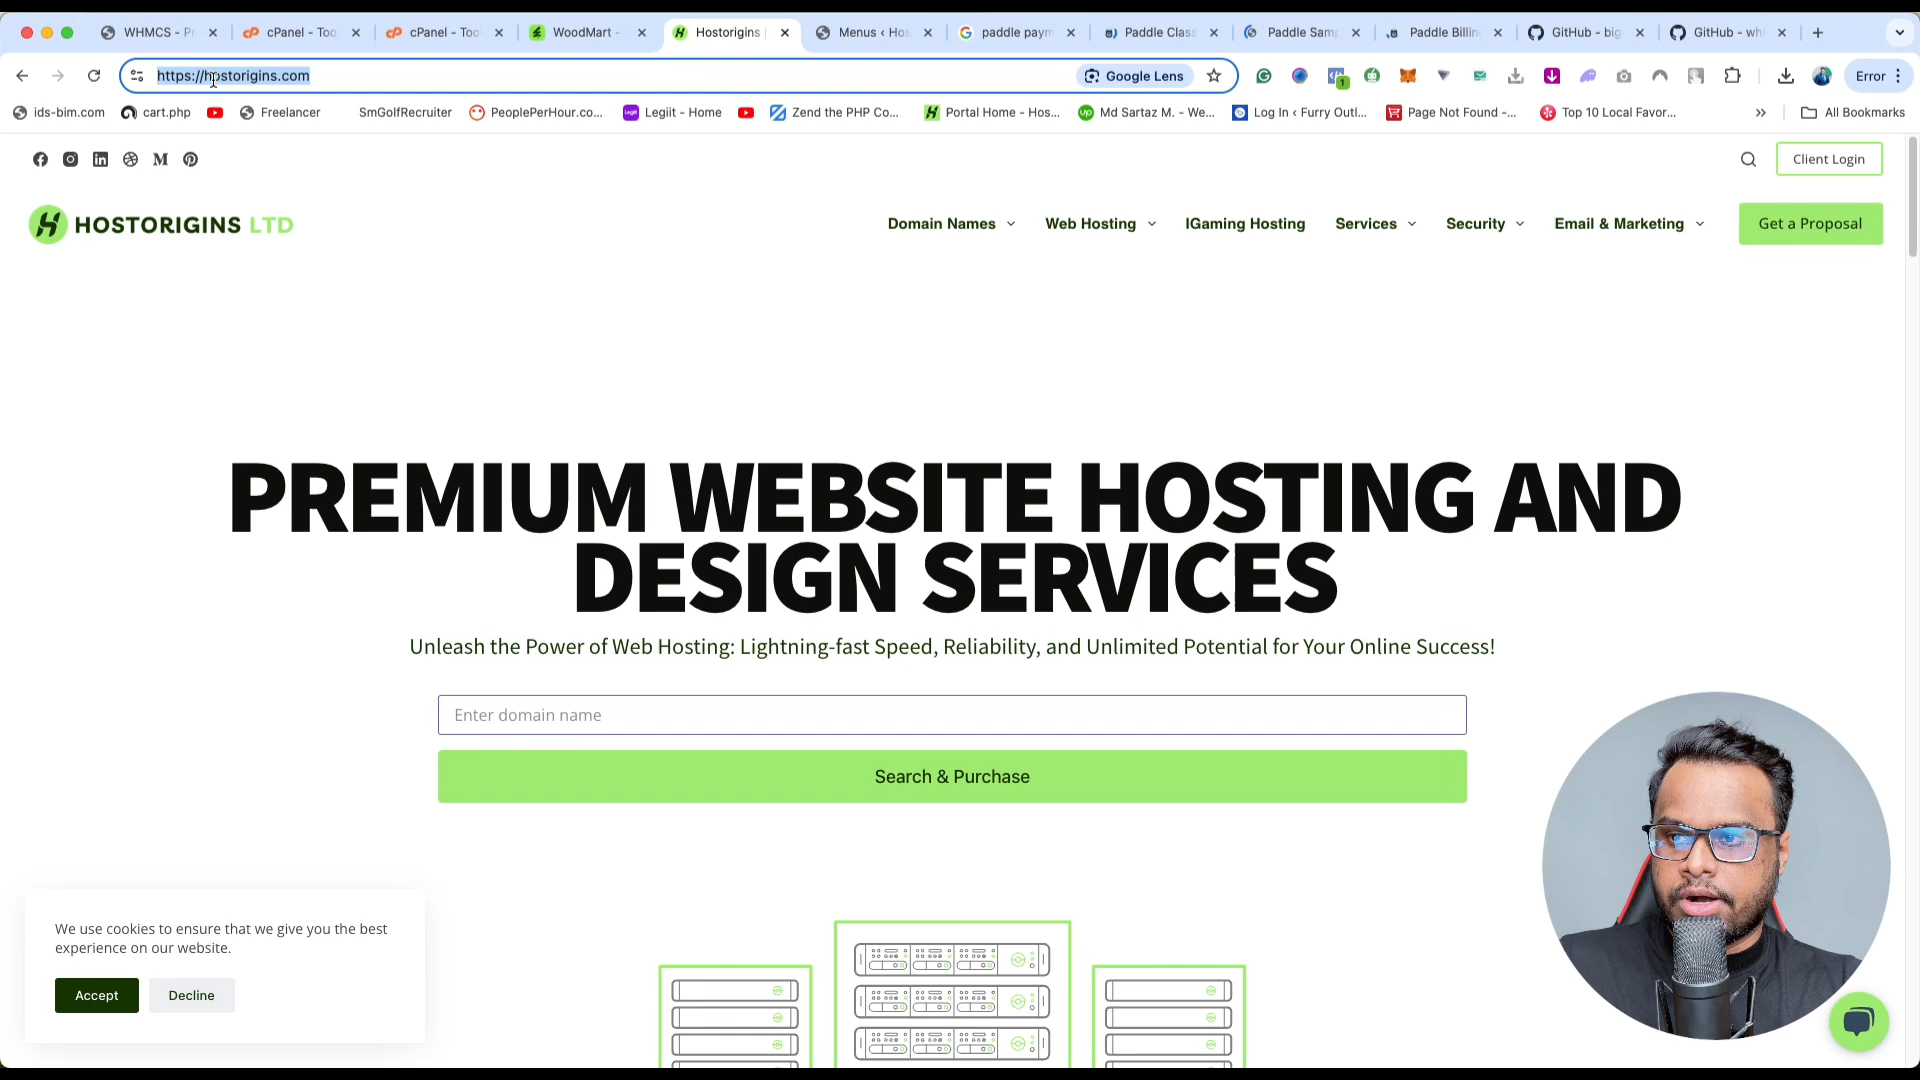 WHMCS - P
cPanel - Too
cPanel - Too
WoodMart -
Hostorigins
Menus ‹ Hos
paddle paym
Paddle Class
Paddle Sam
Paddle Billin
GitHub - big
GitHub - wh
https://hostorigins.com
Google Lens
1
Error
ids-bim.com
cart.php
Freelancer
SmGolfRecruiter
PeoplePerHour.co...
Legiit - Home
Zend the PHP Co...
Portal Home - Hos...
Md Sartaz M. - We...
Log In ‹ Furry Outl...
Page Not Found -...
Top 10 Local Favor...
»
All Bookmarks
Client Login
HOSTORIGINS LTD
Domain Names
Web Hosting
IGaming Hosting
Services
Security
Email & Marketing
Get a Proposal
PREMIUM WEBSITE HOSTING AND
DESIGN SERVICES
Unleash the Power of Web Hosting: Lightning-fast Speed, Reliability, and Unlimited Potential for Your Online Success!
Enter domain name
Search & Purchase
We use cookies to ensure that we give you the best
experience on our website.
Accept
Decline